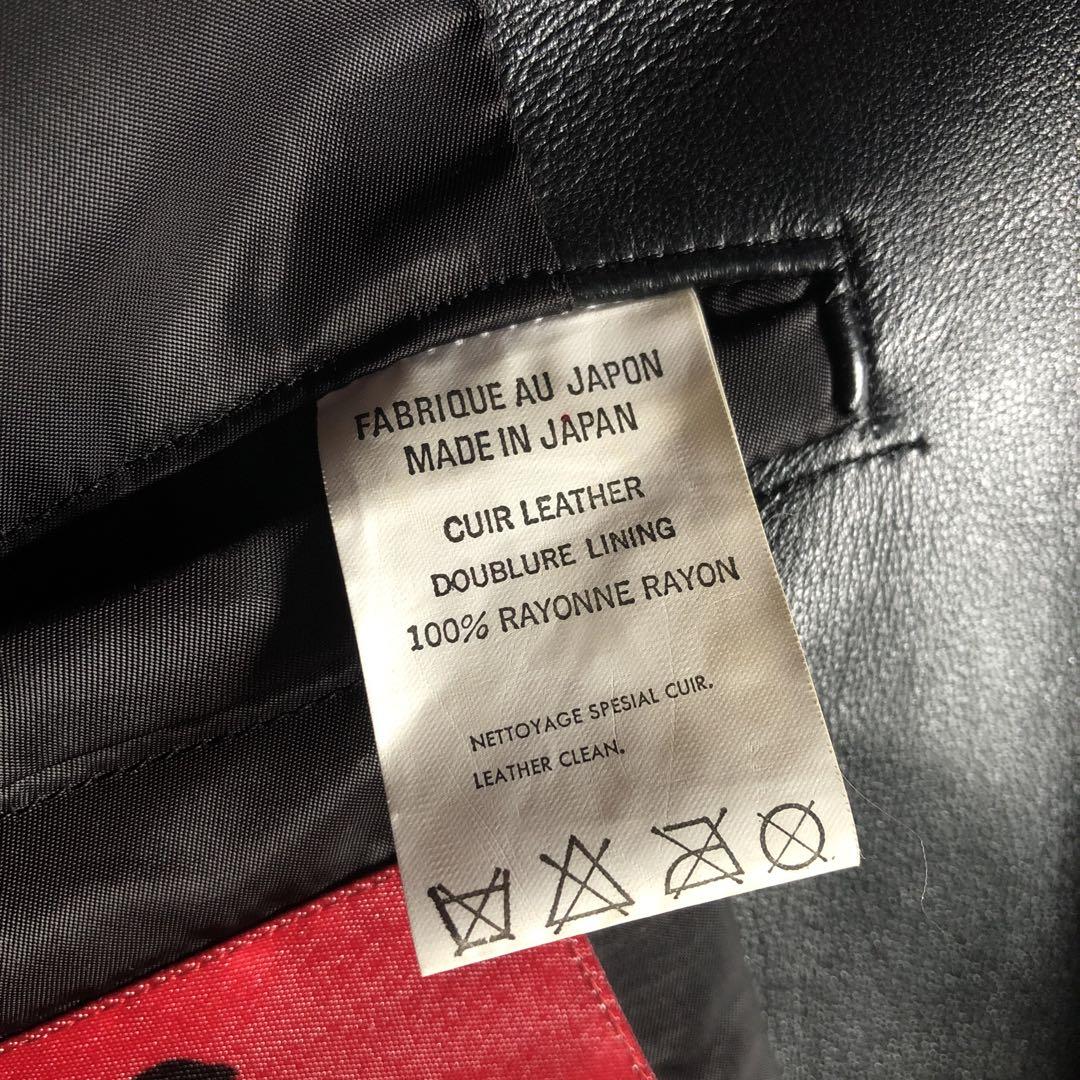 FABRIQUE AU JAPON
MADE IN JAPAN
CUIR LEATHER
DOUBLURE LINING
100% RAYONNE RAYON
NETTOYAGE SPESIAL CUIR.
LEATHER CLEAN.